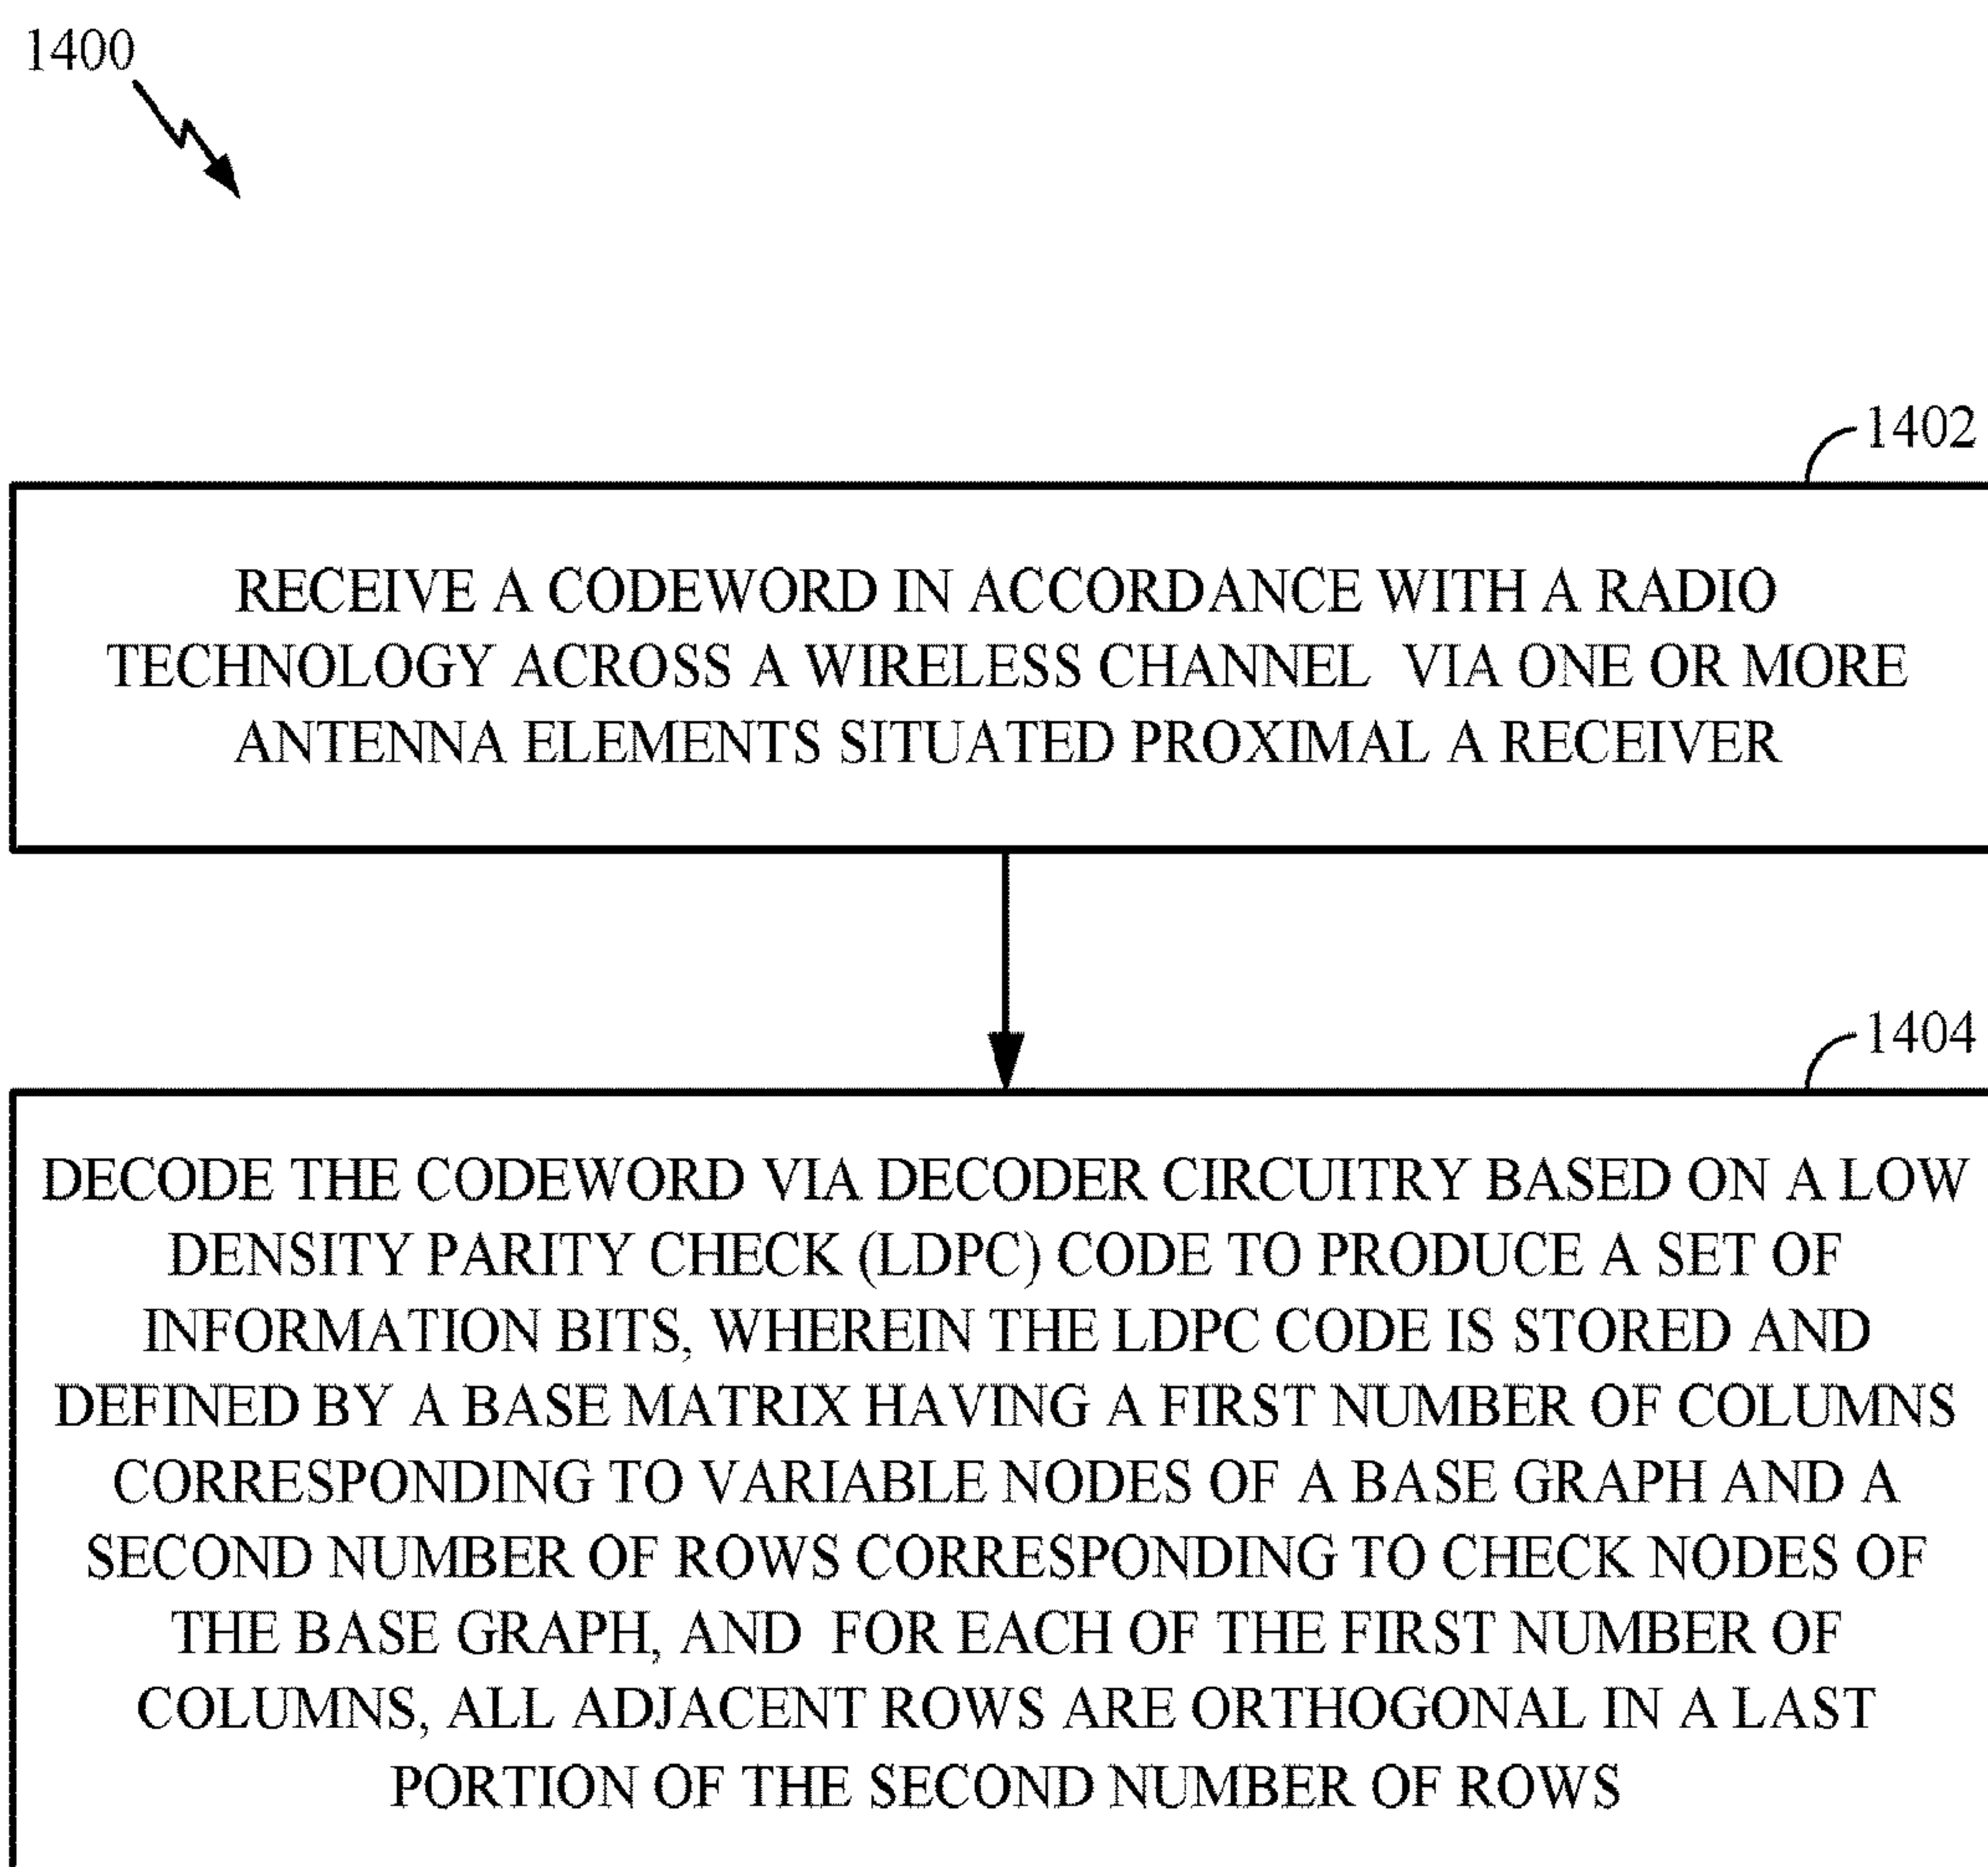 1400
1402
RECEIVE A CODEWORD IN ACCORDANCE WITH A RADIO
TECHNOLOGY ACROSS A WIRELESS CHANNEL VIA ONE OR MORE
ANTENNA ELEMENTS SITUATED PROXIMAL A RECEIVER
1404
DECODE THE CODEWORD VIA DECODER CIRCUITRY BASED ON A LOW
DENSITY PARITY CHECK (LDPC) CODE TO PRODUCE A SET OF
INFORMATION BITS, WHEREIN THE LDPC CODE IS STORED AND
DEFINED BY A BASE MATRIX HAVING A FIRST NUMBER OF COLUMNS
CORRESPONDING TO VARIABLE NODES OF A BASE GRAPH AND A
SECOND NUMBER OF ROWS CORRESPONDING TO CHECK NODES OF
THE BASE GRAPH, AND FOR EACH OF THE FIRST NUMBER OF
COLUMNS, ALL ADJACENT ROWS ARE ORTHOGONAL IN A LAST
PORTION OF THE SECOND NUMBER OF ROWS